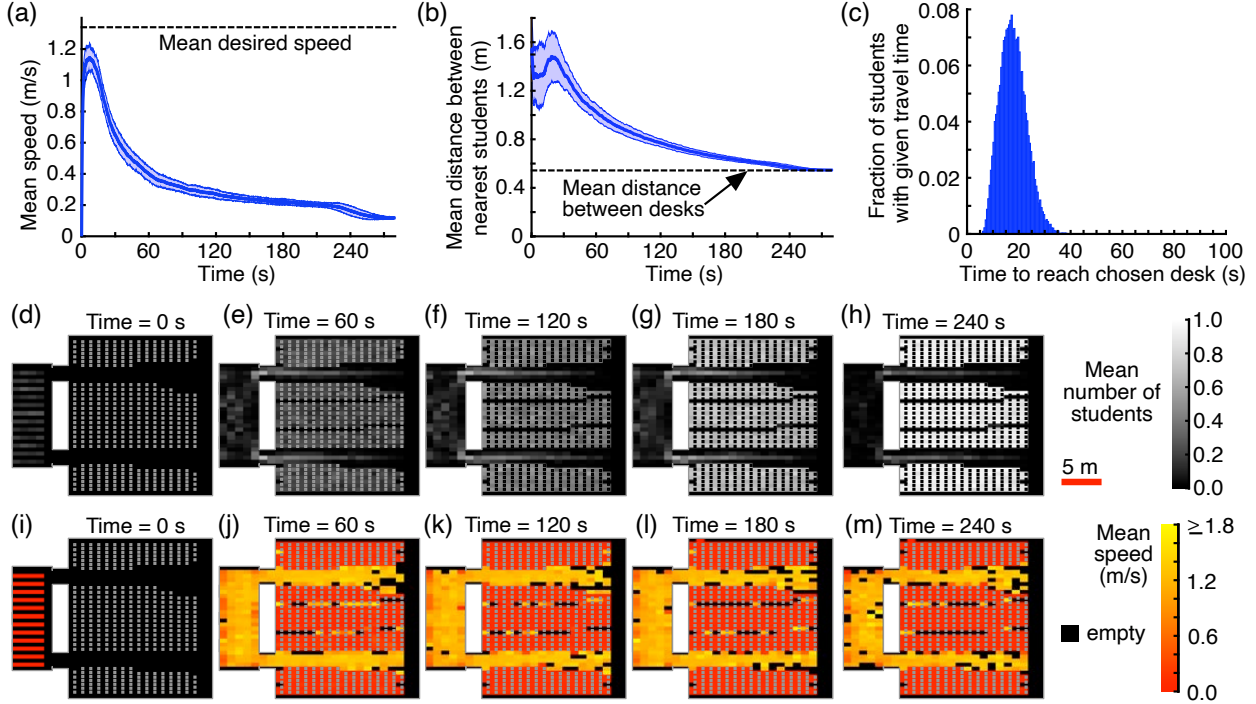 (a)
Mean desired speed
Mean speed (m/s)
1.2
1
0.8
0.6
0.4
0.2
0
0
60
120
180
240
Time (s)
(b)
Mean distance between
nearest students (m)
1.6
1.2
0.8
0.4
0
Mean distance
between desks
0
60
120
180
240
Time (s)
(c)
Fraction of students
with given travel time
0.08
0.06
0.04
0.02
0
0
20
40
60
80
100
Time to reach chosen desk (s)
(d)
Time = 0 s
(e)
Time = 60 s
(f)
Time = 120 s
(g)
Time = 180 s
(h)
Time = 240 s
Mean
number of
students
1.0
0.8
0.6
0.4
0.2
0.0
5 m
(i)
Time = 0 s
(j)
Time = 60 s
(k)
Time = 120 s
(l)
Time = 180 s
(m)
Time = 240 s
Mean
speed
(m/s)
≥1.8
1.2
0.6
0.0
empty